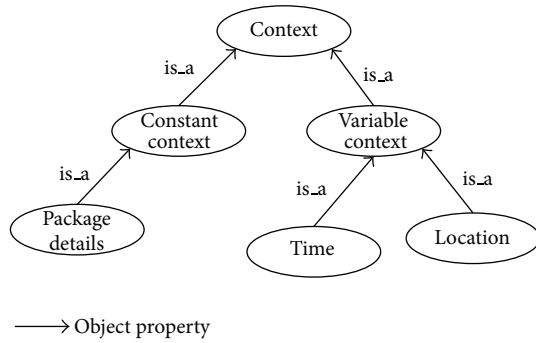 Context
is_a
is_a
Constant
context
Variable
context
is_a
is_a
is_a
Package
details
Time
Location
Object property